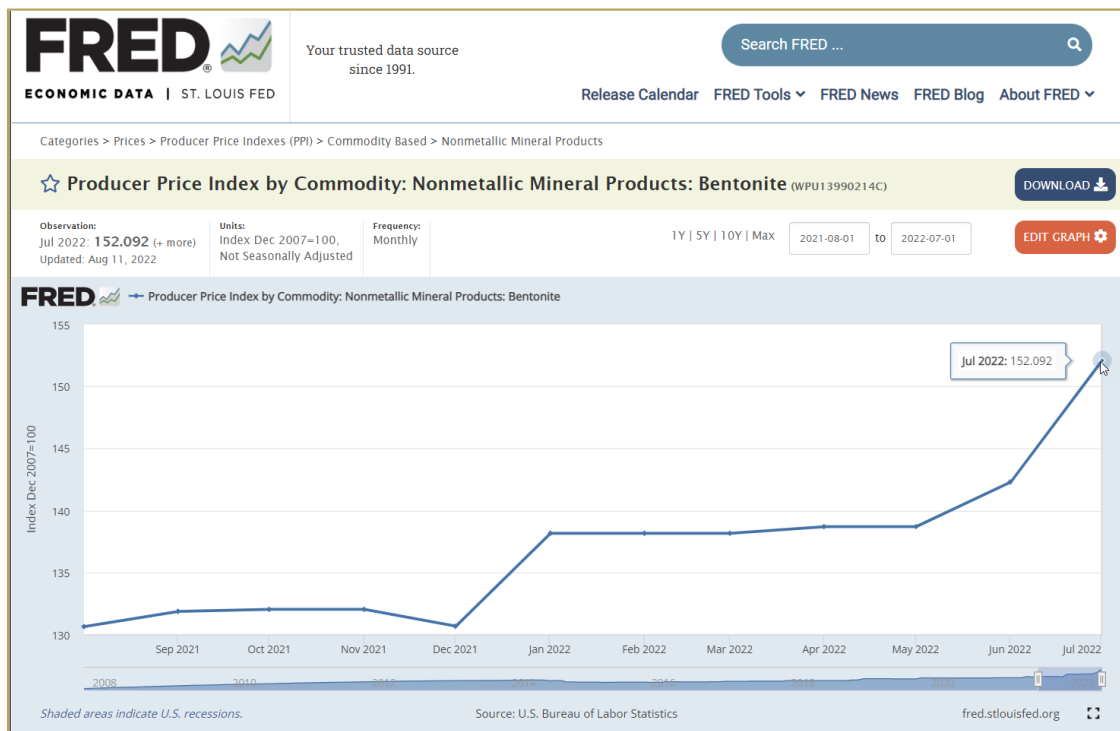 FRED®
ECONOMIC DATA | ST. LOUIS FED
Your trusted data source
since 1991.
Search FRED ...
Release Calendar FRED Tools FRED News FRED Blog About FRED
Categories > Prices > Producer Price Indexes (PPI) > Commodity Based > Nonmetallic Mineral Products
Producer Price Index by Commodity: Nonmetallic Mineral Products: Bentonite (WPU13990214C)
DOWNLOAD
Observation:
Jul 2022: 152.092 (+ more)
Updated: Aug 11, 2022
Units:
Index Dec 2007=100,
Not Seasonally Adjusted
Frequency:
Monthly
1Y | 5Y | 10Y | Max
2021-08-01 to 2022-07-01
EDIT GRAPH
FRED Producer Price Index by Commodity: Nonmetallic Mineral Products: Bentonite
155
150
145
140
135
130
Index Dec 2007=100
Jul 2022: 152.092
Sep 2021 Oct 2021 Nov 2021 Dec 2021 Jan 2022 Feb 2022 Mar 2022 Apr 2022 May 2022 Jun 2022 Jul 2022
2008 2010 2012 2014 2016 2018 2020 2022
Shaded areas indicate U.S. recessions.
Source: U.S. Bureau of Labor Statistics
fred.stlouisfed.org